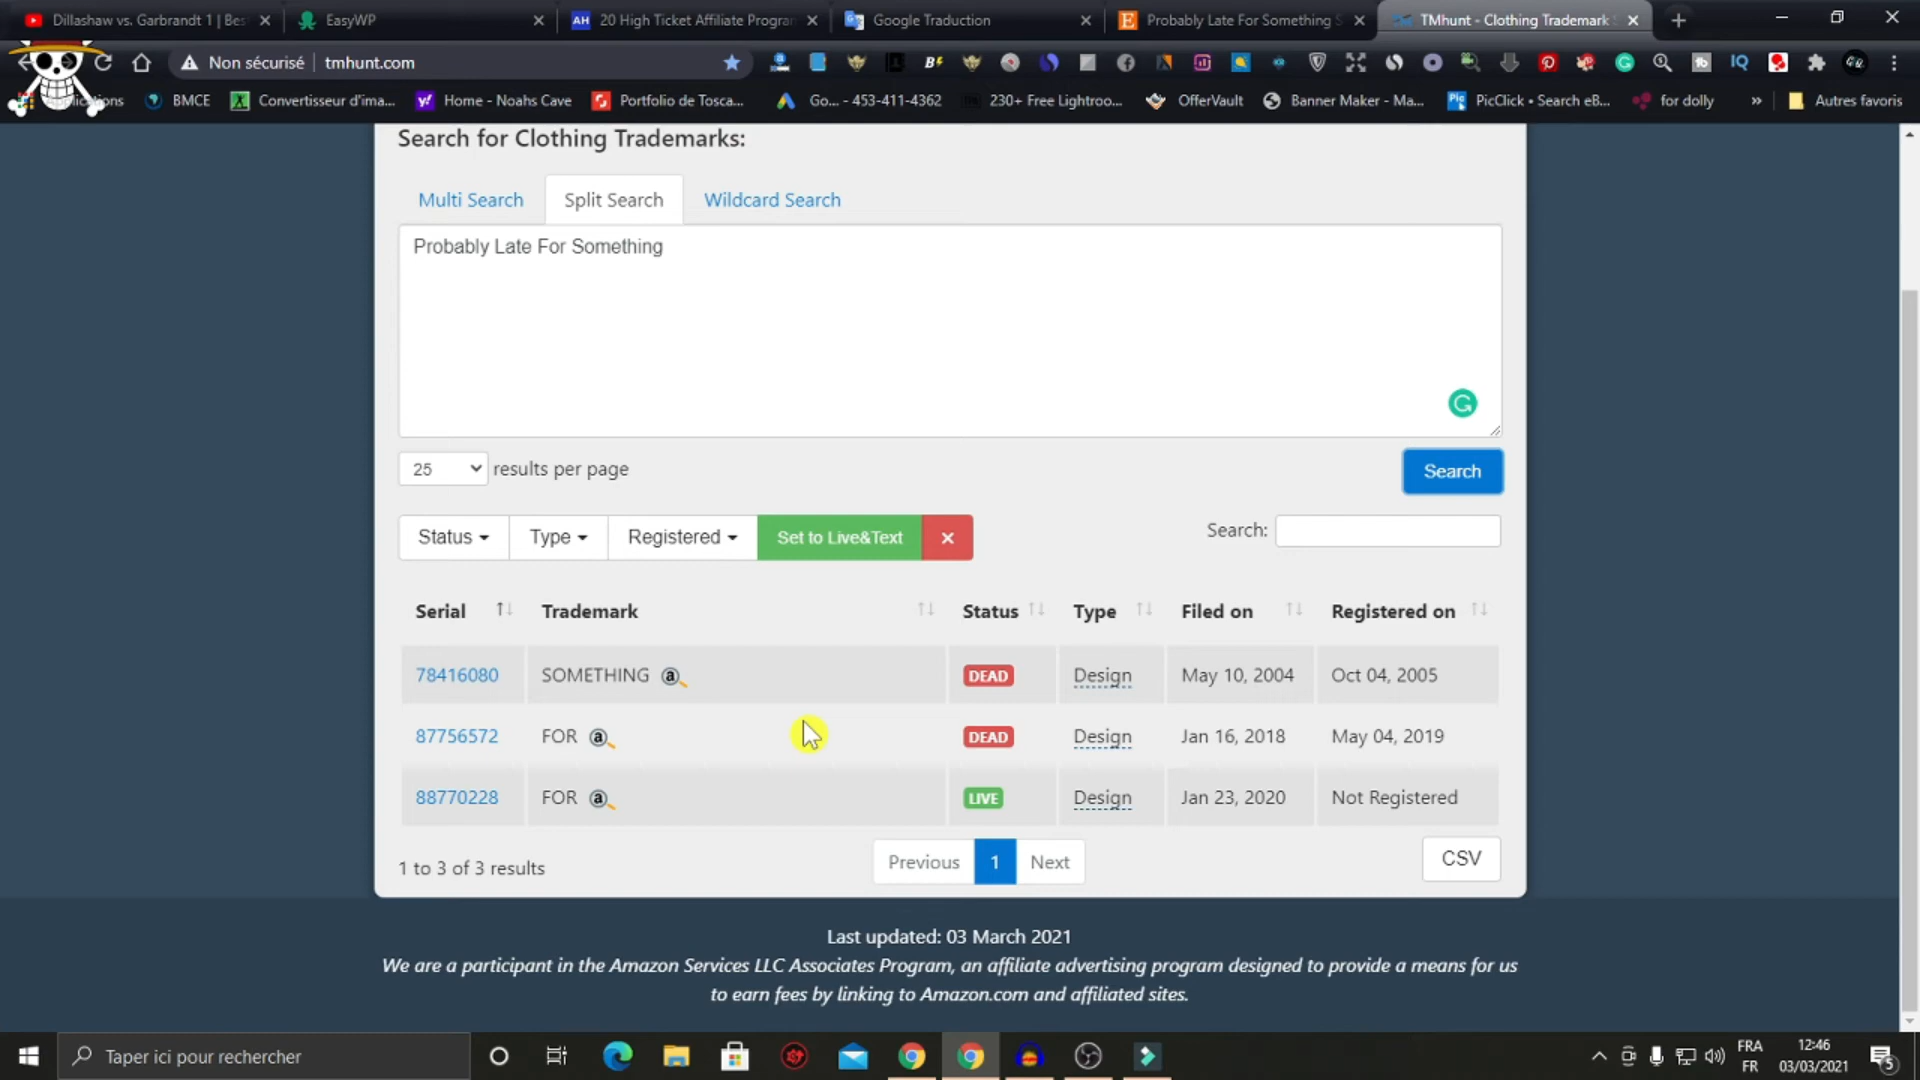 Dillashaw vs. Garbrandt 1 | Bes
EasyWP
20 High Ticket Affiliate Progra
Google Traduction
Probably Late For Something S
TMhunt - Clothing Trademark S
Non sécurisé
tmhunt.com
BMCE
Convertisseur d'ima...
Home - Noahs Cave
Portfolio de Tosca...
Go... - 453-411-4362
230+ Free Lightroo...
OfferVault
Banner Maker - Ma...
PicClick • Search eB...
for dolly
»
Autres favoris
Search for Clothing Trademarks:
Multi Search
Split Search
Wildcard Search
Probably Late For Something
25
results per page
Search
Status
Type
Registered
Set to Live&Text
×
Search:
Serial
Trademark
Status
Type
Filed on
Registered on
78416080
SOMETHING
DEAD
Design
May 10, 2004
Oct 04, 2005
87756572
FOR
DEAD
Design
Jan 16, 2018
May 04, 2019
88770228
FOR
LIVE
Design
Jan 23, 2020
Not Registered
1 to 3 of 3 results
Previous
1
Next
CSV
Last updated: 03 March 2021
We are a participant in the Amazon Services LLC Associates Program, an affiliate advertising program designed to provide a means for us
to earn fees by linking to Amazon.com and affiliated sites.
Taper ici pour rechercher
FRA
FR
12:46
03/03/2021
5